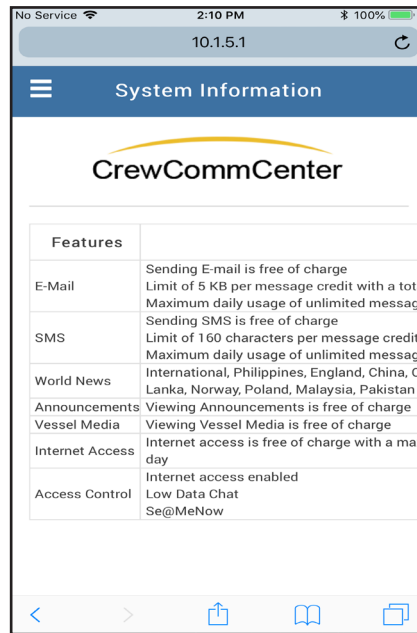 No Service 2:10 PM 100%
10.1.5.1
System Information
CrewCommCenter
Features
E-Mail
Sending E-mail is free of charge
Limit of 5 KB per message credit with a tot
Maximum daily usage of unlimited messag
SMS
Sending SMS is free of charge
Limit of 160 characters per message credit
Maximum daily usage of unlimited messag
World News
International, Philippines, England, China,
Lanka, Norway, Poland, Malaysia, Pakistan
Announcements Viewing Announcements is free of charge
Vessel Media Viewing Vessel Media is free of charge
Internet Access
Internet access is free of charge with a ma
day
Access Control
Internet access enabled
Low Data Chat
Se@MeNow